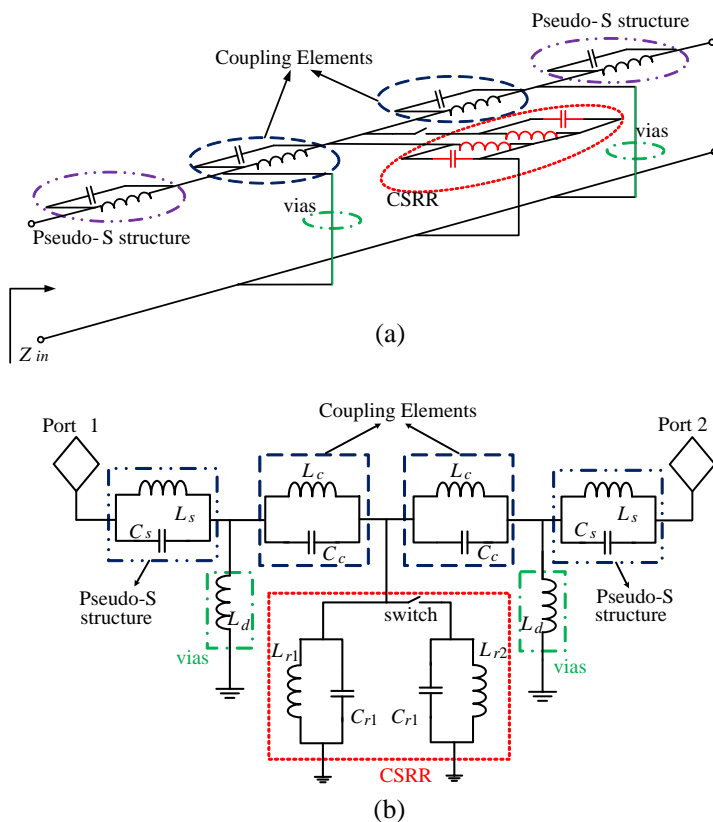 Pseudo-S structure
Coupling Elements
vias
CSRR
vias
Pseudo-S structure
Z in
(a)
Coupling Elements
Port 1
Port 2
L c
L c
L s
C s
C c
C c
C s
L s
Pseudo-S
structure
L d
vias
switch
L r1
L r2
C r1
C r1
L d
vias
Pseudo-S
structure
CSRR
(b)